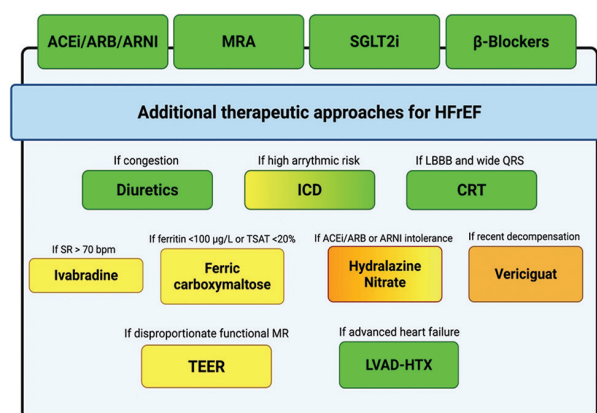 ACEi/ARB/ARNI
MRA
SGLT2i
β-Blockers
Additional therapeutic approaches for HFrEF
If congestion
Diuretics
If high arrythmic risk
ICD
If LBBB and wide QRS
CRT
If SR > 70 bpm
Ivabradine
If ferritin <100 µg/L or TSAT <20%
Ferric
carboxymaltose
If ACEi/ARB or ARNI intolerance
Hydralazine
Nitrate
If recent decompensation
Vericiguat
If disproportionate functional MR
TEER
If advanced heart failure
LVAD-HTX